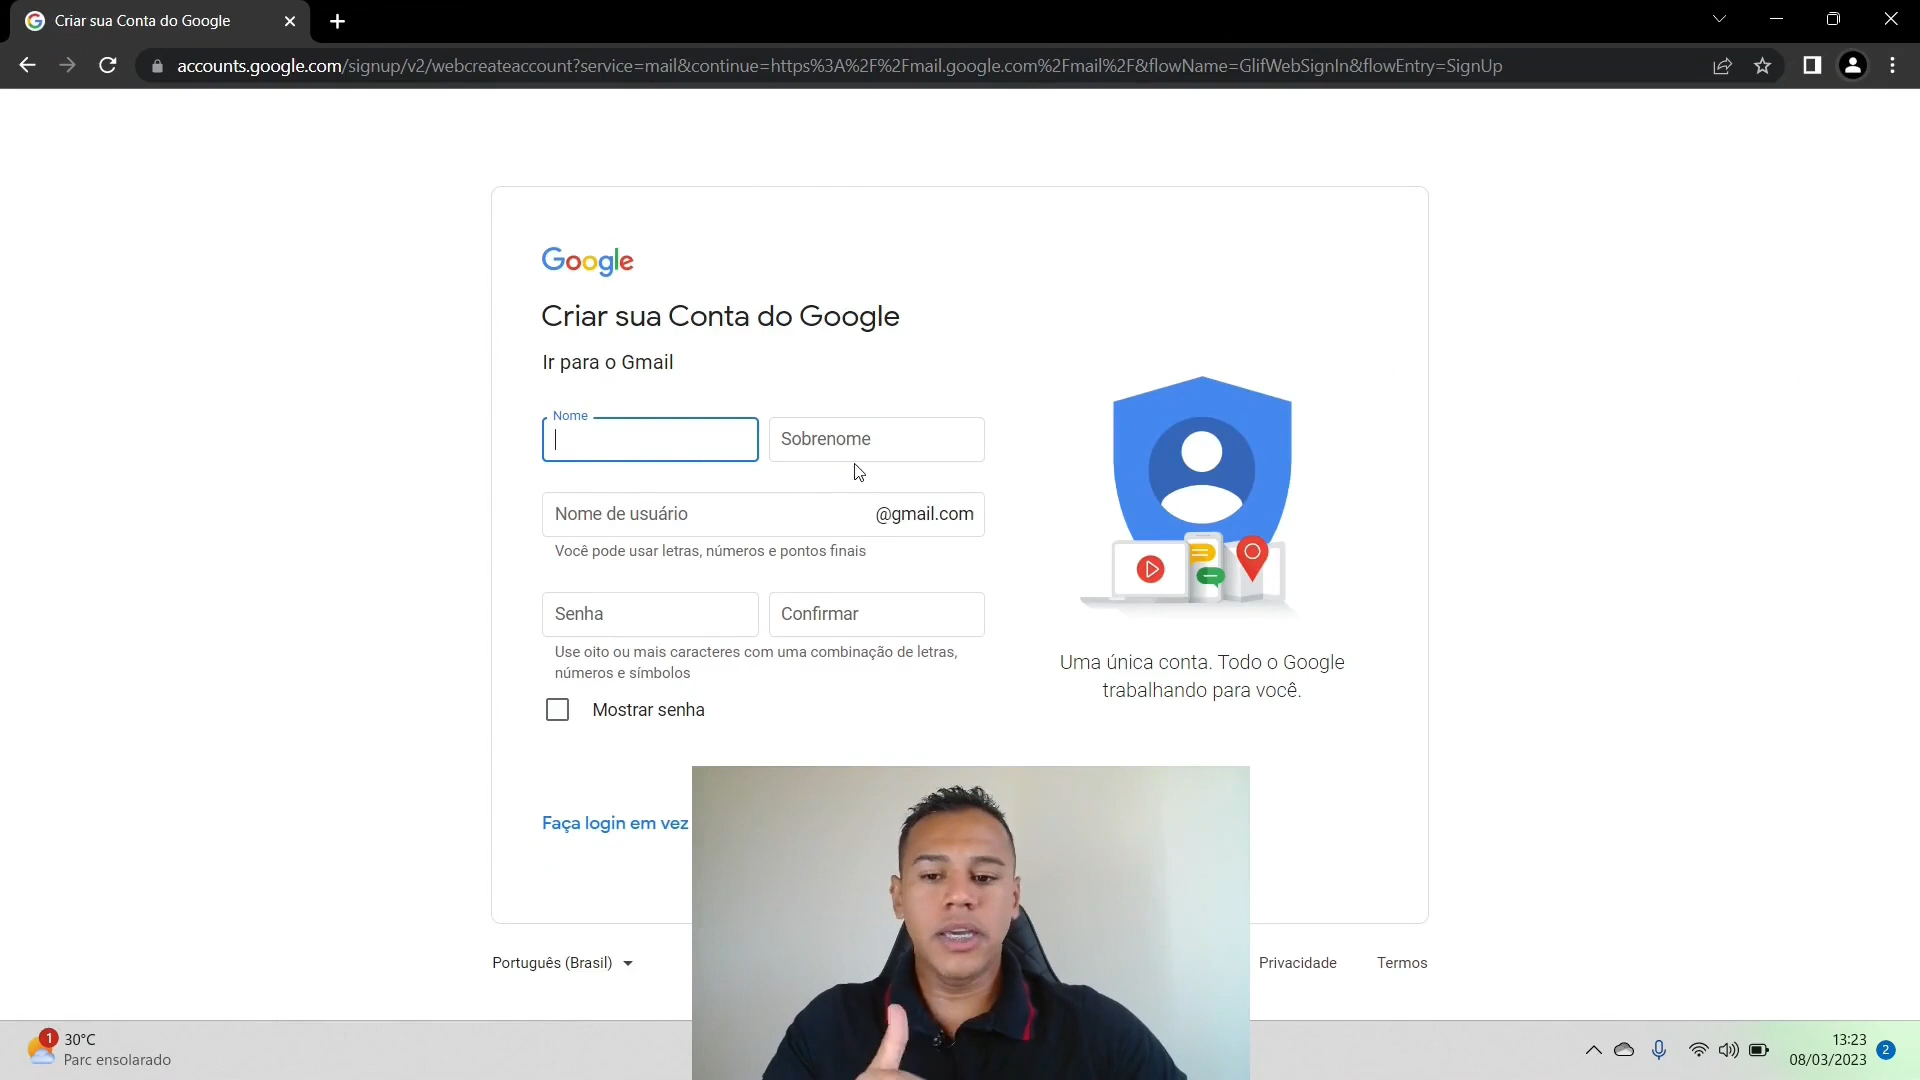 Criar sua Conta do Google
accounts.google.com/signup/v2/webcreateaccount?service=mail&continue=https%3A%2F%2Fmail.google.com%2Fmail%2F&flowName=GlifWebSignIn&flowEntry=SignUp
Google
Criar sua Conta do Google
Ir para o Gmail
Nome
Sobrenome
Nome de usuário @gmail.com
Você pode usar letras, números e pontos finais
Senha
Confirmar
Use oito ou mais caracteres com uma combinação de letras,
números e símbolos
Mostrar senha
Uma única conta. Todo o Google
trabalhando para você.
Faça login em vez
Português (Brasil)
Privacidade
Termos
1
30°C
Parc ensolarado
13:23
08/03/2023
2